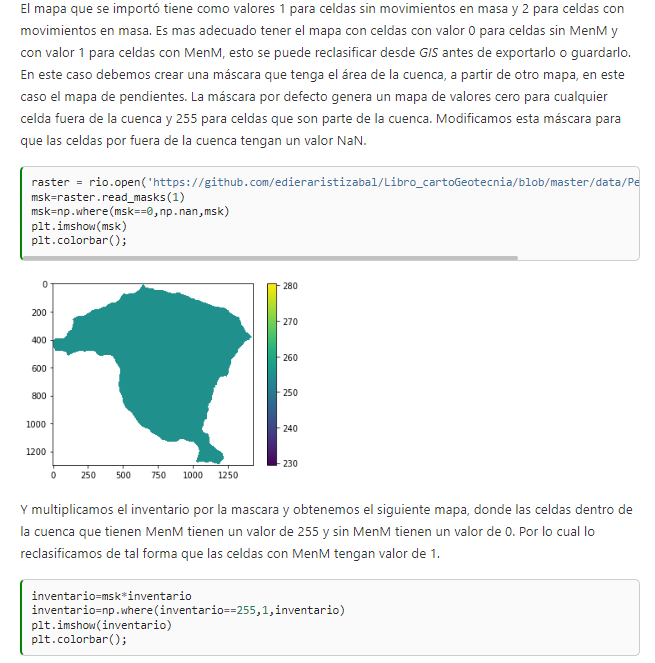 El mapa que se importó tiene como valores 1 para celdas sin movimientos en masa y 2 para celdas con
movimientos en masa. Es mas adecuado tener el mapa con celdas con valor 0 para celdas sin MenM y
con valor 1 para celdas con MenM, esto se puede reclasificar desde GIS antes de exportarlo o guardarlo.
En este caso debemos crear una máscara que tenga el área de la cuenca, a partir de otro mapa, en este
caso el mapa de pendientes. La máscara por defecto genera un mapa de valores cero para cualquier
celda fuera de la cuenca y 255 para celdas que son parte de la cuenca. Modificamos esta máscara para
que las celdas por fuera de la cuenca tengan un valor NaN.
raster = rio.open('https://github.com/edieraristizabal/Libro_cartoGeotecnia/blob/master/data/Pe
msk=raster.read_masks(1)
msk=np.where(msk==0,np.nan,msk)
plt.imshow(msk)
plt.colorbar();
0
200
400
600
800
1000
1200
0 250 500 750 1000 1250
280
270
260
250
240
230
Y multiplicamos el inventario por la mascara y obtenemos el siguiente mapa, donde las celdas dentro de
la cuenca que tienen MenM tienen un valor de 255 y sin MenM tienen un valor de 0. Por lo cual lo
reclasificamos de tal forma que las celdas con MenM tengan valor de 1.
inventario=msk*inventario
inventario=np.where(inventario==255,1,inventario)
plt.imshow(inventario)
plt.colorbar();